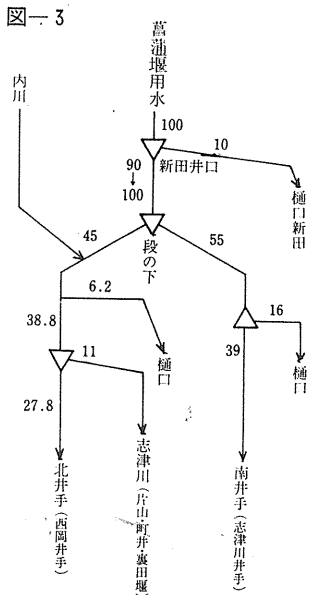 図—3
菖蒲堰用水
内川
100
10
新田井口
90
↓
100
樋口新田
45
55
段の下
6.2
38.8
16
11
39
樋口
樋口
27.8
北井手(西岡井手)
志津川(片山・町井・裏田堰
南井手(志津川井手)